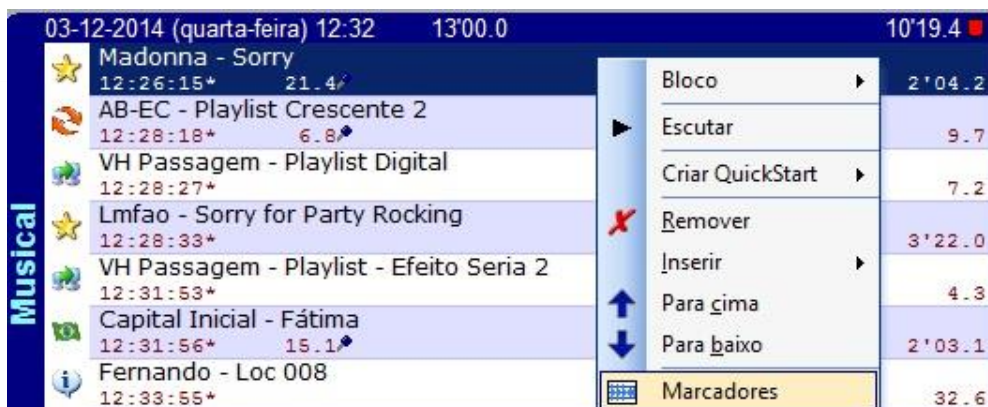 03-12-2014 (quarta-feira) 12:32 13'00.0 10'19.4
Musical
Madonna - Sorry
12:26:15* 21.4 2'04.2
AB-EC - Playlist Crescente 2
12:28:18* 6.8 9.7
VH Passagem - Playlist Digital
12:28:27* 7.2
Lmfao - Sorry for Party Rocking
12:28:33* 3'22.0
VH Passagem - Playlist - Efeito Seria 2
12:31:53* 4.3
Capital Inicial - Fátima
12:31:56* 15.1 2'03.1
Fernando - Loc 008
12:33:55* 32.6
Bloco
Escutar
Criar QuickStart
Remover
Inserir
Para cima
Para baixo
Marcadores